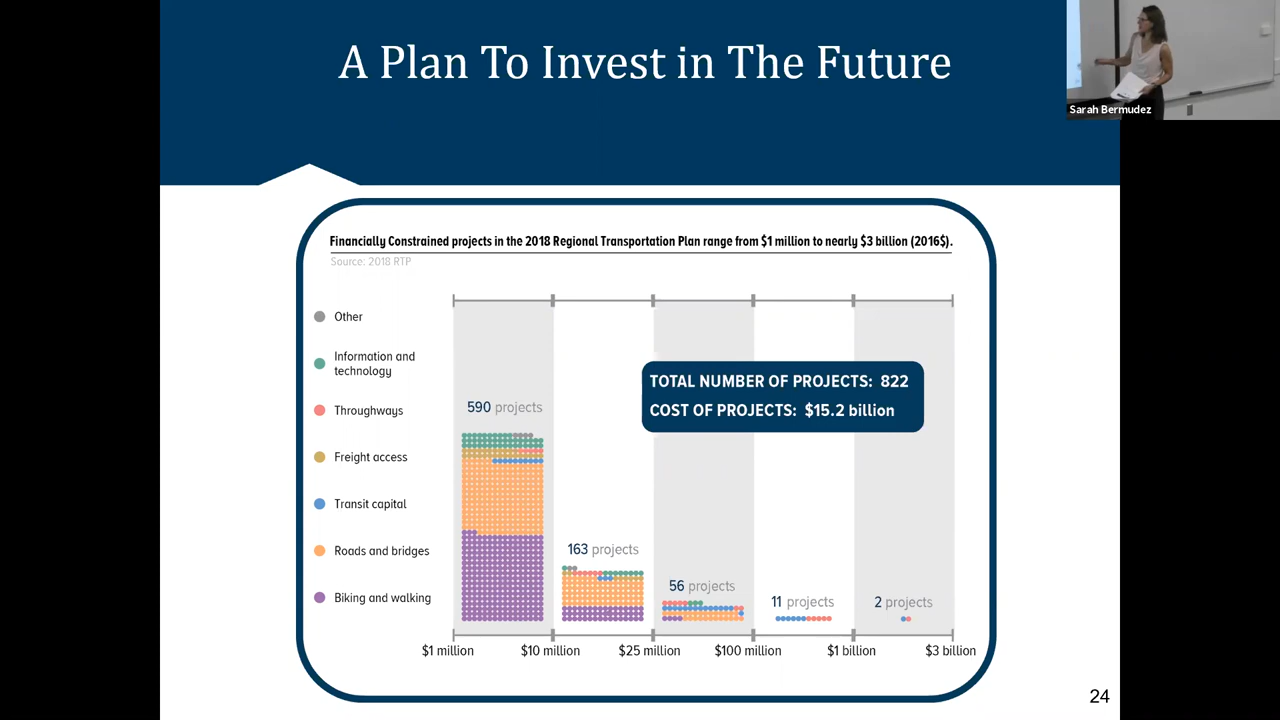 A Plan To Invest in The Future
Sarah Bermudez
Financially Constrained projects in the 2018 Regional Transportation Plan range from $1 million to nearly $3 billion (2016$).
Source: 2018 RTP
Other
Information and
technology
Throughways
Freight access
Transit capital
Roads and bridges
Biking and walking
TOTAL NUMBER OF PROJECTS: 822
COST OF PROJECTS: $15.2 billion
590 projects
163 projects
56 projects
11 projects
2 projects
$1 million
$10 million
$25 million
$100 million
$1 billion
$3 billion
24